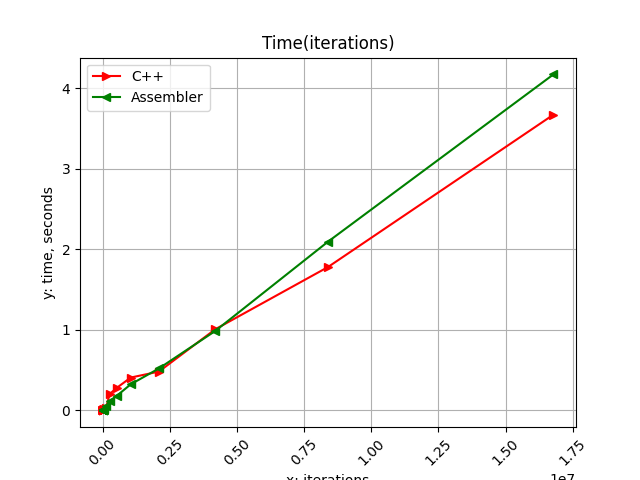 Time(iterations)
C++
Assembler
y: time, seconds
4
3
2
1
0
0.00
0.25
0.50
0.75
1.00
1.25
1.50
1.75
x: iterations
1e7